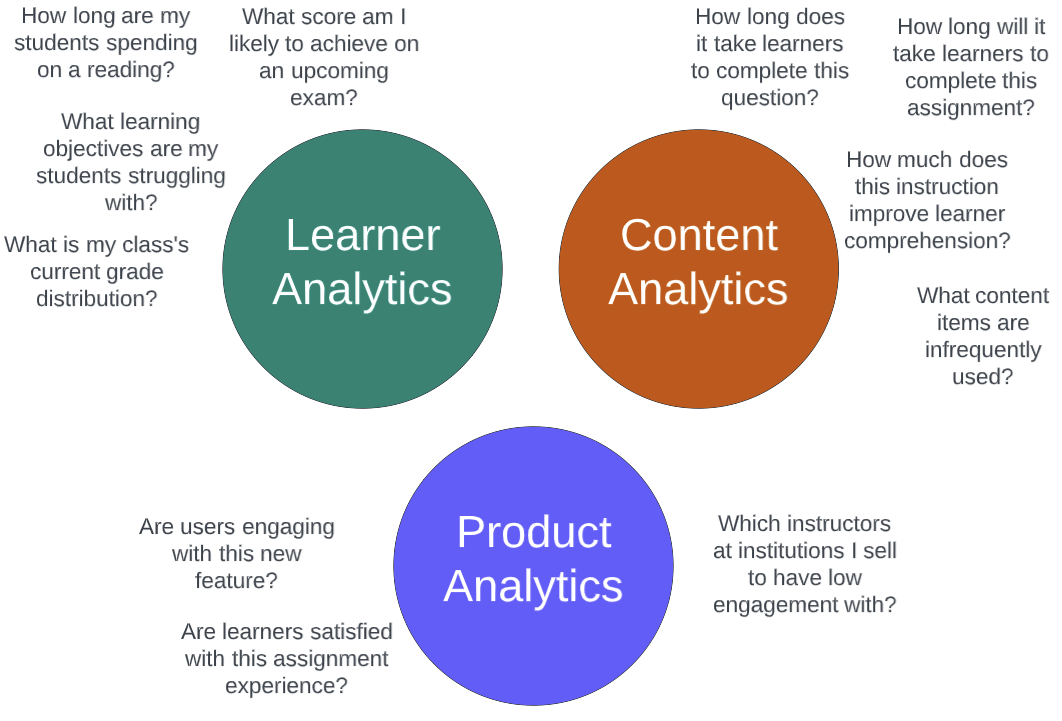 How long are my
students spending
on a reading?
What score am I
likely to achieve on
an upcoming
exam?
How long does
it take learners
to complete this
question?
How long will it
take learners to
complete this
assignment?
What learning
objectives are my
students struggling
with?
How much does
this instruction
improve learner
comprehension?
What is my class's
current grade
distribution?
Learner
Analytics
Content
Analytics
What content
items are
infrequently
used?
Product
Analytics
Are users engaging
with this new
feature?
Which instructors
at institutions I sell
to have low
engagement with?
Are learners satisfied
with this assignment
experience?